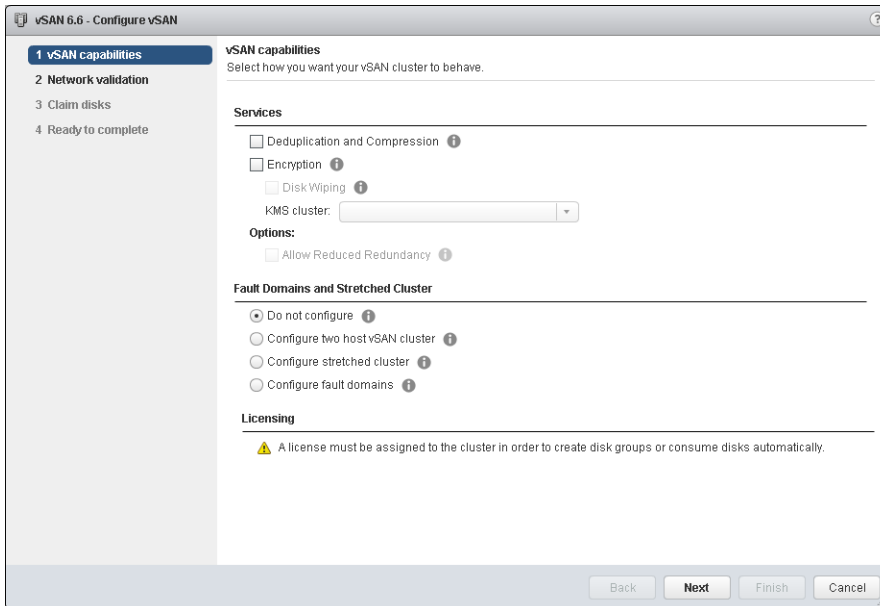 vSAN 6.6 - Configure vSAN
?
1 vSAN capabilities
2 Network validation
3 Claim disks
4 Ready to complete
vSAN capabilities
Select how you want your vSAN cluster to behave.
Services
Deduplication and Compression
Encryption
Disk Wiping
KMS cluster:
Options:
Allow Reduced Redundancy
Fault Domains and Stretched Cluster
Do not configure
Configure two host vSAN cluster
Configure stretched cluster
Configure fault domains
Licensing
A license must be assigned to the cluster in order to create disk groups or consume disks automatically.
Back Next Finish Cancel